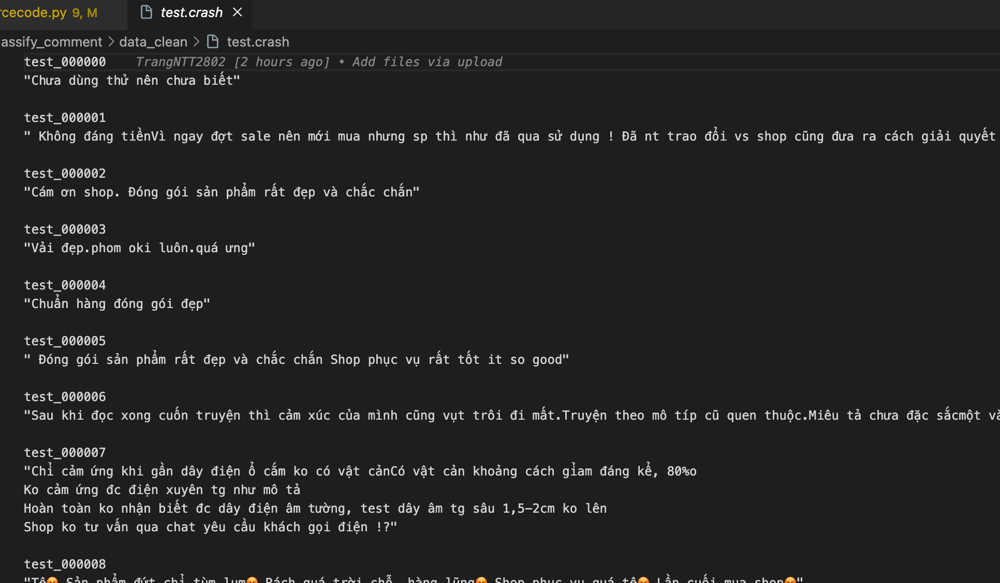 rcecode.py 9, M test.crash
assify_comment > data_clean > test.crash
test_000000 TrangNTT2802 [2 hours ago] • Add files via upload
"Chưa dùng thử nên chưa biết"
test_000001
" Không đáng tiềnVì ngay đợt sale nên mới mua nhưng sp thì như đã qua sử dụng ! Đã nt trao đổi vs shop cũng đưa ra cách giải quyết
test_000002
"Cám ơn shop. Đóng gói sản phẩm rất đẹp và chắc chắn"
test_000003
"Vải đẹp.phom oki luôn.quá ưng"
test_000004
"Chuẩn hàng đóng gói đẹp"
test_000005
" Đóng gói sản phẩm rất đẹp và chắc chắn Shop phục vụ rất tốt it so good"
test_000006
"Sau khi đọc xong cuốn truyện thì cảm xúc của mình cũng vụt trôi đi mất.Truyện theo mô típ cũ quen thuộc.Miêu tả chưa đặc sắcmột và
test_000007
"Chỉ cảm ứng khi gần dây điện ổ cắm ko có vật cảnCó vật cản khoảng cách giảm đáng kể, 80%o
Ko cảm ứng đc điện xuyên tg như mô tả
Hoàn toàn ko nhận biết đc dây điện âm tường, test dây âm tg sâu 1,5-2cm ko lên
Shop ko tư vấn qua chat yêu cầu khách gọi điện !?"
test_000008
"Tệ😡 Sản phẩm đứt chỉ tùm lum😡 Rách quá trời chỗ, hàng lũng😡 Shop phục vụ quá tệ😡 Lần cuối mua shop😡"